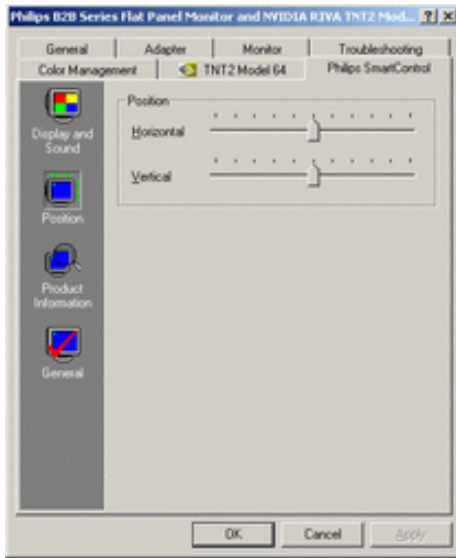 Philips B2B Series Flat Panel Monitor and NVIDIA RIVA TNT2 Mod...
General Adapter Monitor Troubleshooting
Color Management TNT2 Model 64 Philips SmartControl
Display and
Sound
Position
Product
Information
General
Position
Horizontal
Vertical
OK Cancel Apply